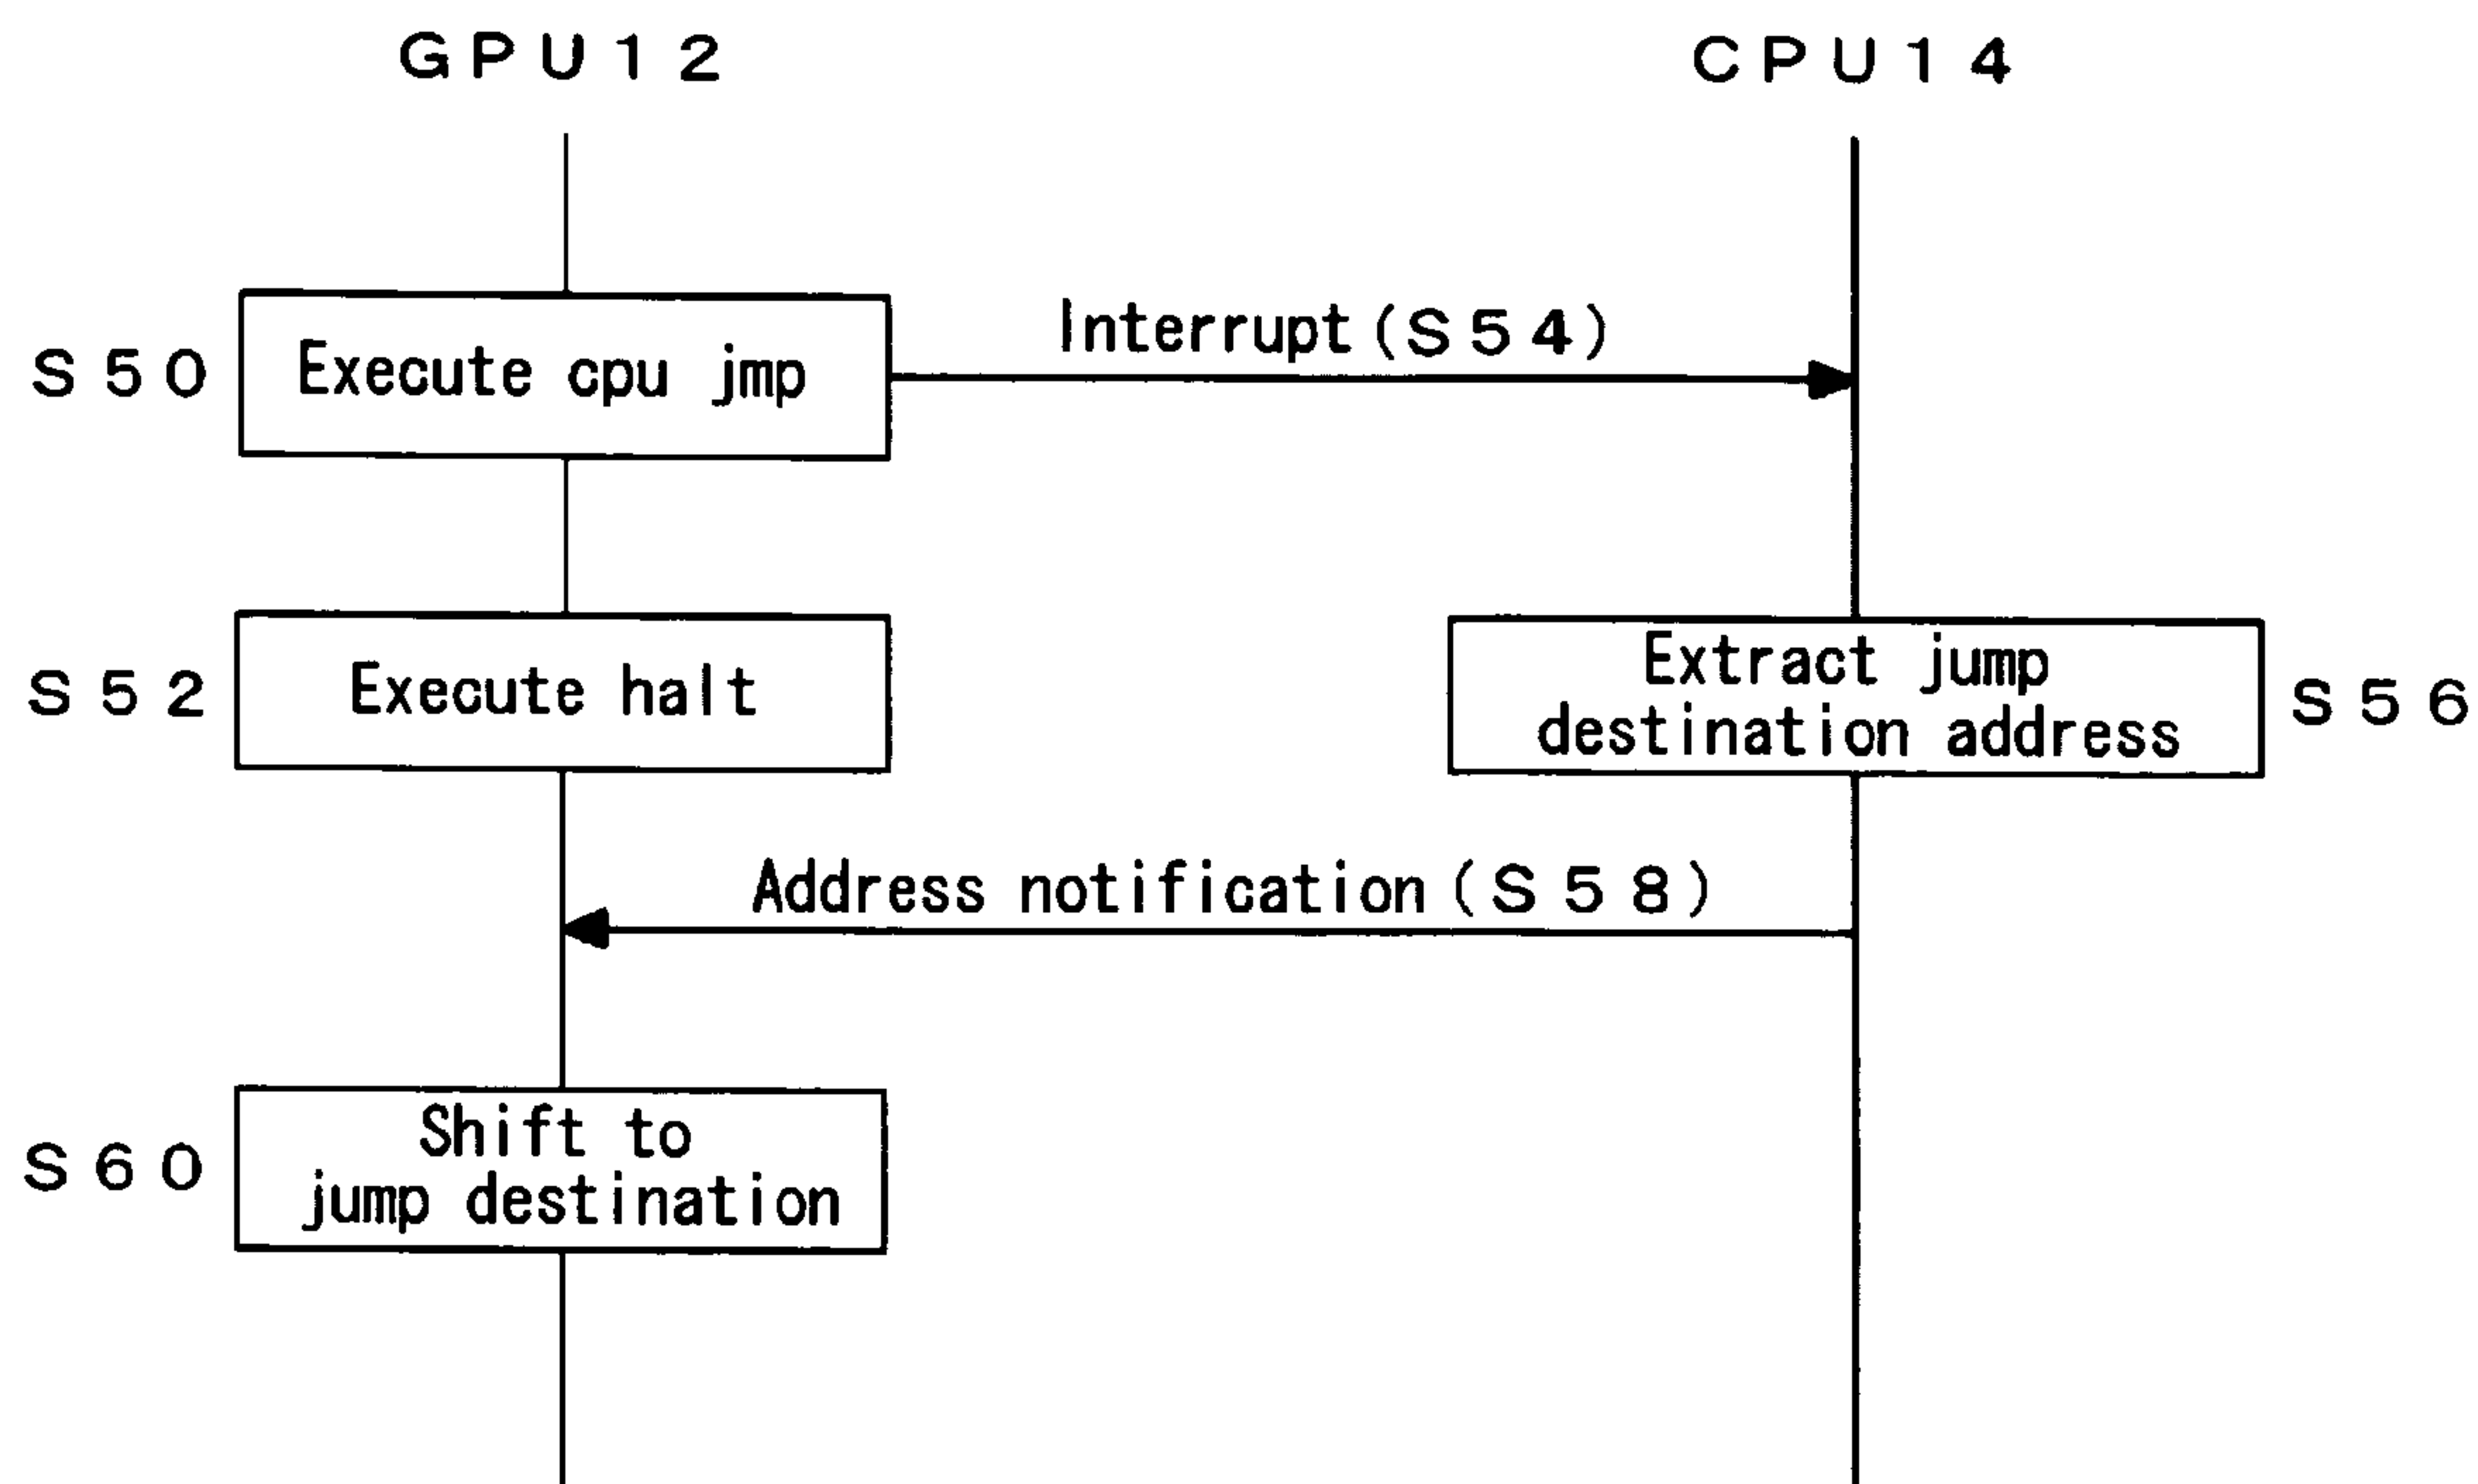 GPU12
CPU14
Interrupt(S54)
S50
Execute cpu jmp
S52
Execute halt
Extract jump
destination address
S56
Address notification(S58)
S60
Shift to
jump destination